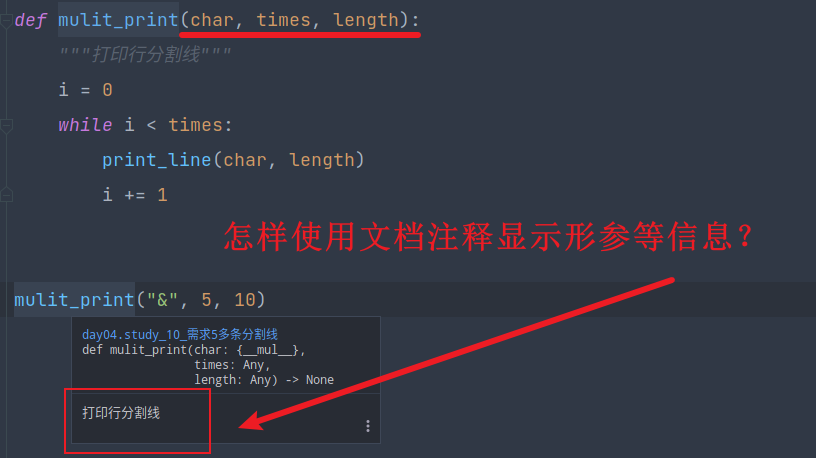 def mulit_print(char, times, length):
"""打印行分割线"""
i = 0
while i < times:
print_line(char, length)
i += 1
怎样使用文档注释显示形参等信息？
mulit_print("&", 5, 10)
day04.study_10_需求5多条分割线
def mulit_print(char: {__mul__},
times: Any,
length: Any) -> None
打印行分割线